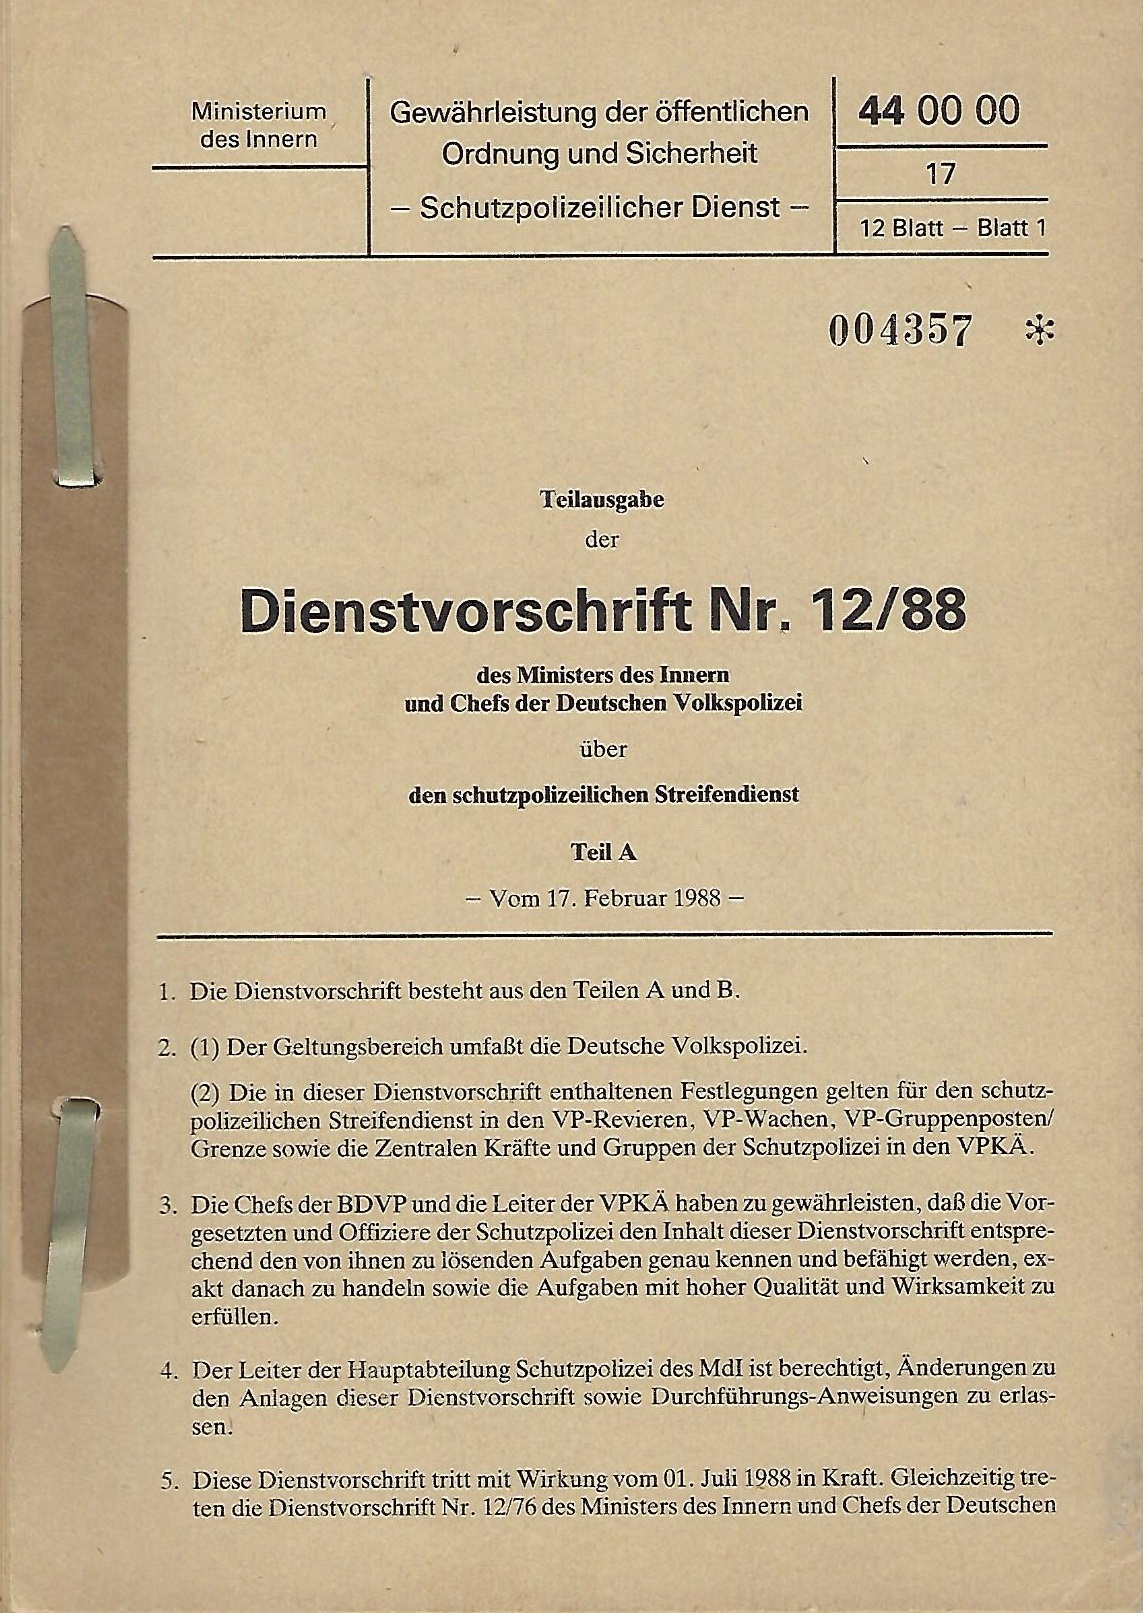 Ministerium
des Innern
Gewährleistung der öffentlichen
Ordnung und Sicherheit
– Schutzpolizeilicher Dienst –
44 00 00
17
12 Blatt – Blatt 1
004357 *
Teilausgabe
der
Dienstvorschrift Nr. 12/88
des Ministers des Innern
und Chefs der Deutschen Volkspolizei
über
den schutzpolizeilichen Streifendienst
Teil A
– Vom 17. Februar 1988 –
1. Die Dienstvorschrift besteht aus den Teilen A und B.
2. (1) Der Geltungsbereich umfaßt die Deutsche Volkspolizei.
(2) Die in dieser Dienstvorschrift enthaltenen Festlegungen gelten für den schutz-
polizeilichen Streifendienst in den VP-Revieren, VP-Wachen, VP-Gruppenposten/
Grenze sowie die Zentralen Kräfte und Gruppen der Schutzpolizei in den VPKÄ.
3. Die Chefs der BDVP und die Leiter der VPKÄ haben zu gewährleisten, daß die Vor-
gesetzten und Offiziere der Schutzpolizei den Inhalt dieser Dienstvorschrift entspre-
chend den von ihnen zu lösenden Aufgaben genau kennen und befähigt werden, ex-
akt danach zu handeln sowie die Aufgaben mit hoher Qualität und Wirksamkeit zu
erfüllen.
4. Der Leiter der Hauptabteilung Schutzpolizei des MdI ist berechtigt, Änderungen zu
den Anlagen dieser Dienstvorschrift sowie Durchführungs-Anweisungen zu erlas-
sen.
5. Diese Dienstvorschrift tritt mit Wirkung vom 01. Juli 1988 in Kraft. Gleichzeitig tre-
ten die Dienstvorschrift Nr. 12/76 des Ministers des Innern und Chefs der Deutschen